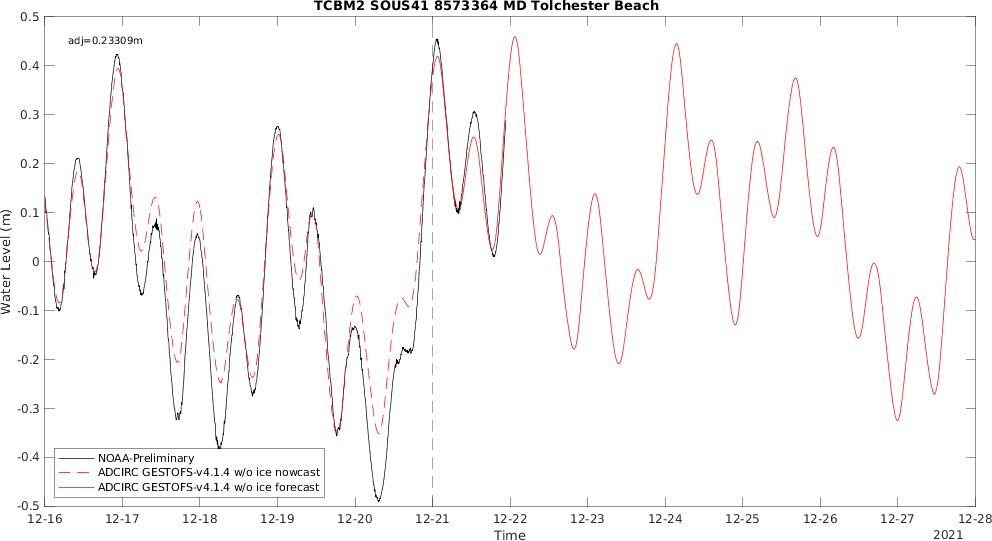 TCBM2 SOUS41 8573364 MD Tolchester Beach
adj=0.23309m
Water Level (m)
0.5
0.4
0.3
0.2
0.1
0
-0.1
-0.2
-0.3
-0.4
-0.5
NOAA-Preliminary
ADCIRC GESTOFS-v4.1.4 w/o ice nowcast
ADCIRC GESTOFS-v4.1.4 w/o ice forecast
12-16 12-17 12-18 12-19 12-20 12-21 12-22 12-23 12-24 12-25 12-26 12-27 12-28
Time
2021